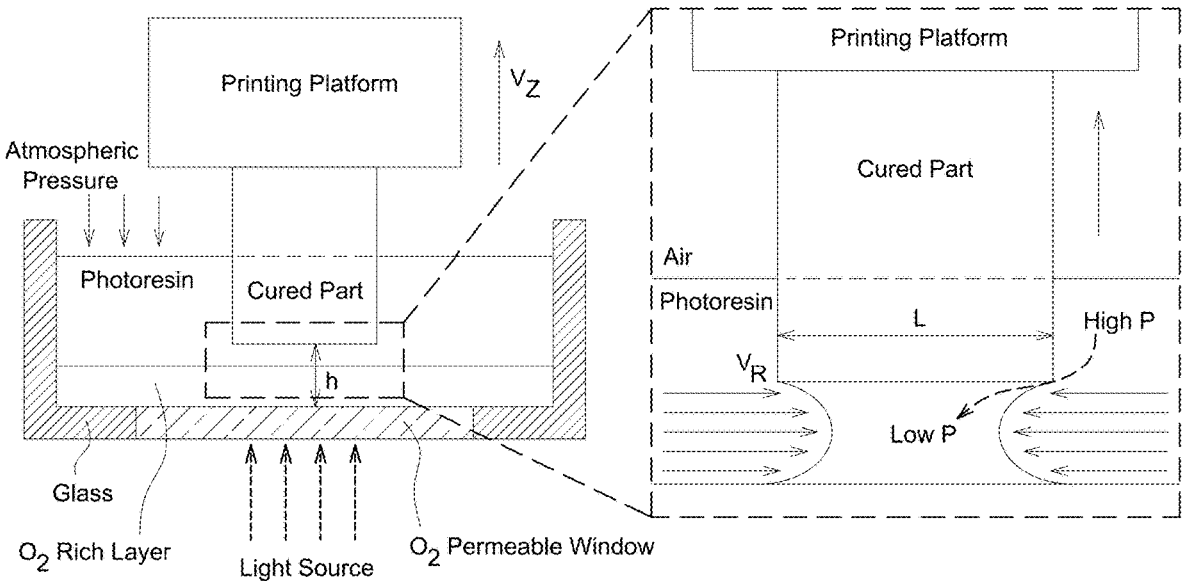 Printing Platform
V_Z
Atmospheric
Pressure
Photoresin
Cured Part
h
Glass
O₂ Rich Layer
Light Source
O₂ Permeable Window
Printing Platform
Cured Part
Air
Photoresin
L
High P
V_R
Low P